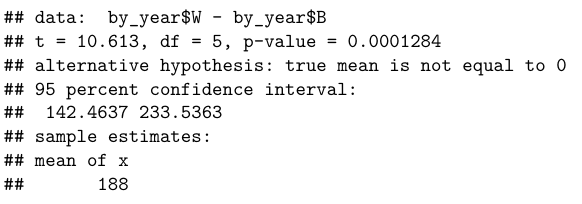 ## data:  by_year$W - by_year$B
## t = 10.613, df = 5, p-value = 0.0001284
## alternative hypothesis: true mean is not equal to 0
## 95 percent confidence interval:
##  142.4637 233.5363
## sample estimates:
## mean of x
##       188